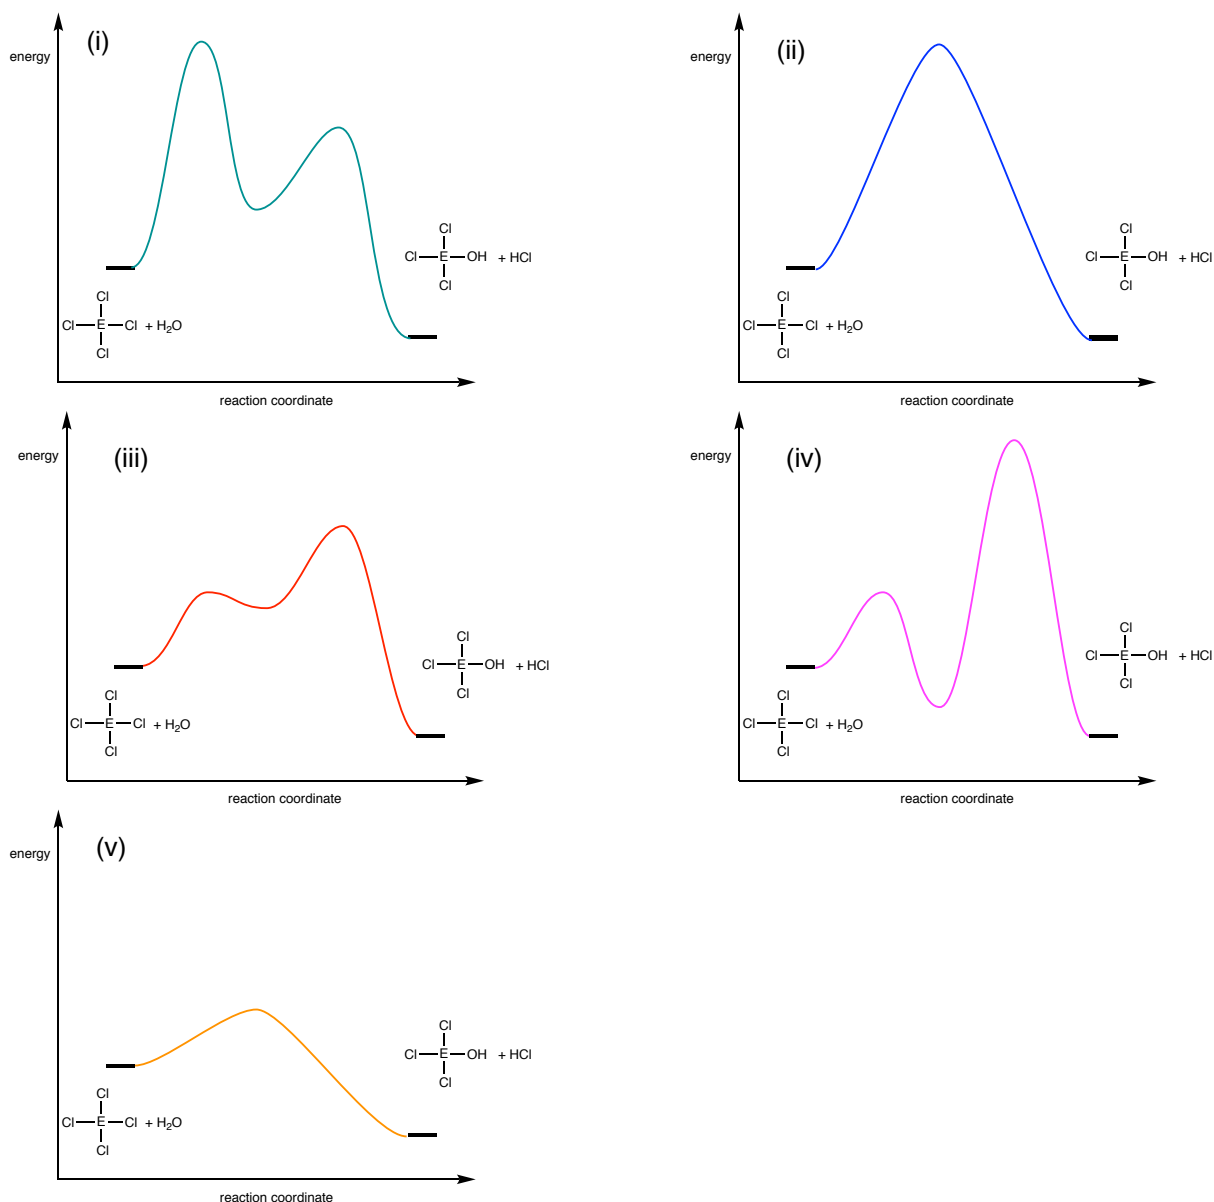 (i)
energy
Cl
Cl—E—OH + HCl
Cl
Cl
Cl—E—Cl + H₂O
Cl
reaction coordinate
(ii)
energy
Cl
Cl—E—OH + HCl
Cl
Cl
Cl—E—Cl + H₂O
Cl
reaction coordinate
(iii)
energy
Cl
Cl—E—OH + HCl
Cl
Cl
Cl—E—Cl + H₂O
Cl
reaction coordinate
(iv)
energy
Cl
Cl—E—OH + HCl
Cl
Cl
Cl—E—Cl + H₂O
Cl
reaction coordinate
(v)
energy
Cl
Cl—E—OH + HCl
Cl
Cl
Cl—E—Cl + H₂O
Cl
reaction coordinate